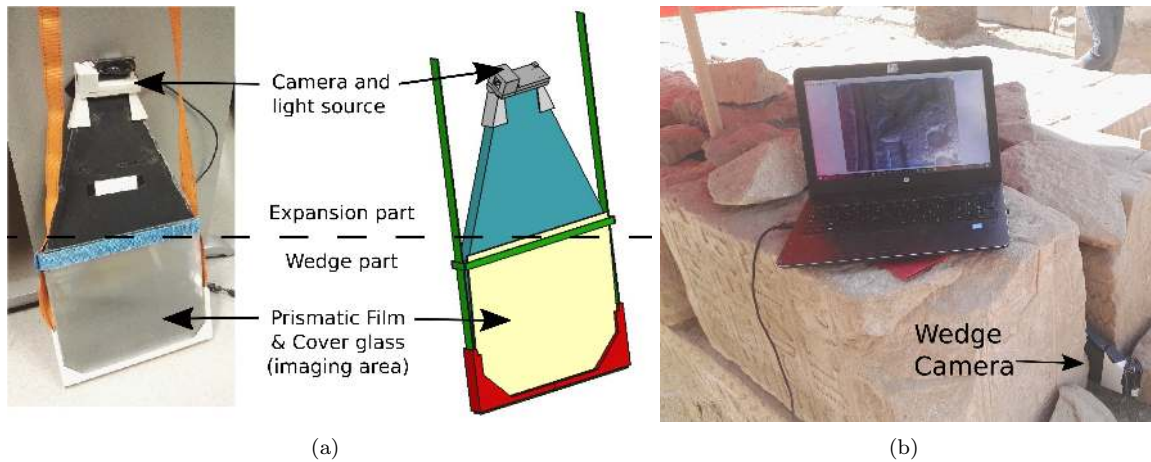 Camera and
light source
Expansion part
Wedge part
Prismatic Film
& Cover glass
(imaging area)
(a)
Wedge
Camera
(b)